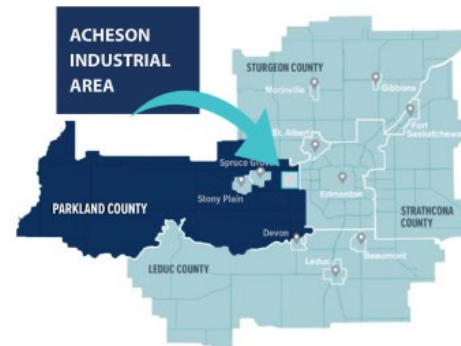 ACHESON
INDUSTRIAL
AREA
STURGEON COUNTY
Morinville
Gibbons
St. Albert
Fort
Saskatchewan
Spruce Grove
Stony Plain
Edmonton
PARKLAND COUNTY
STRATHCONA
COUNTY
Devon
Beaumont
Leduc
LEDUC COUNTY